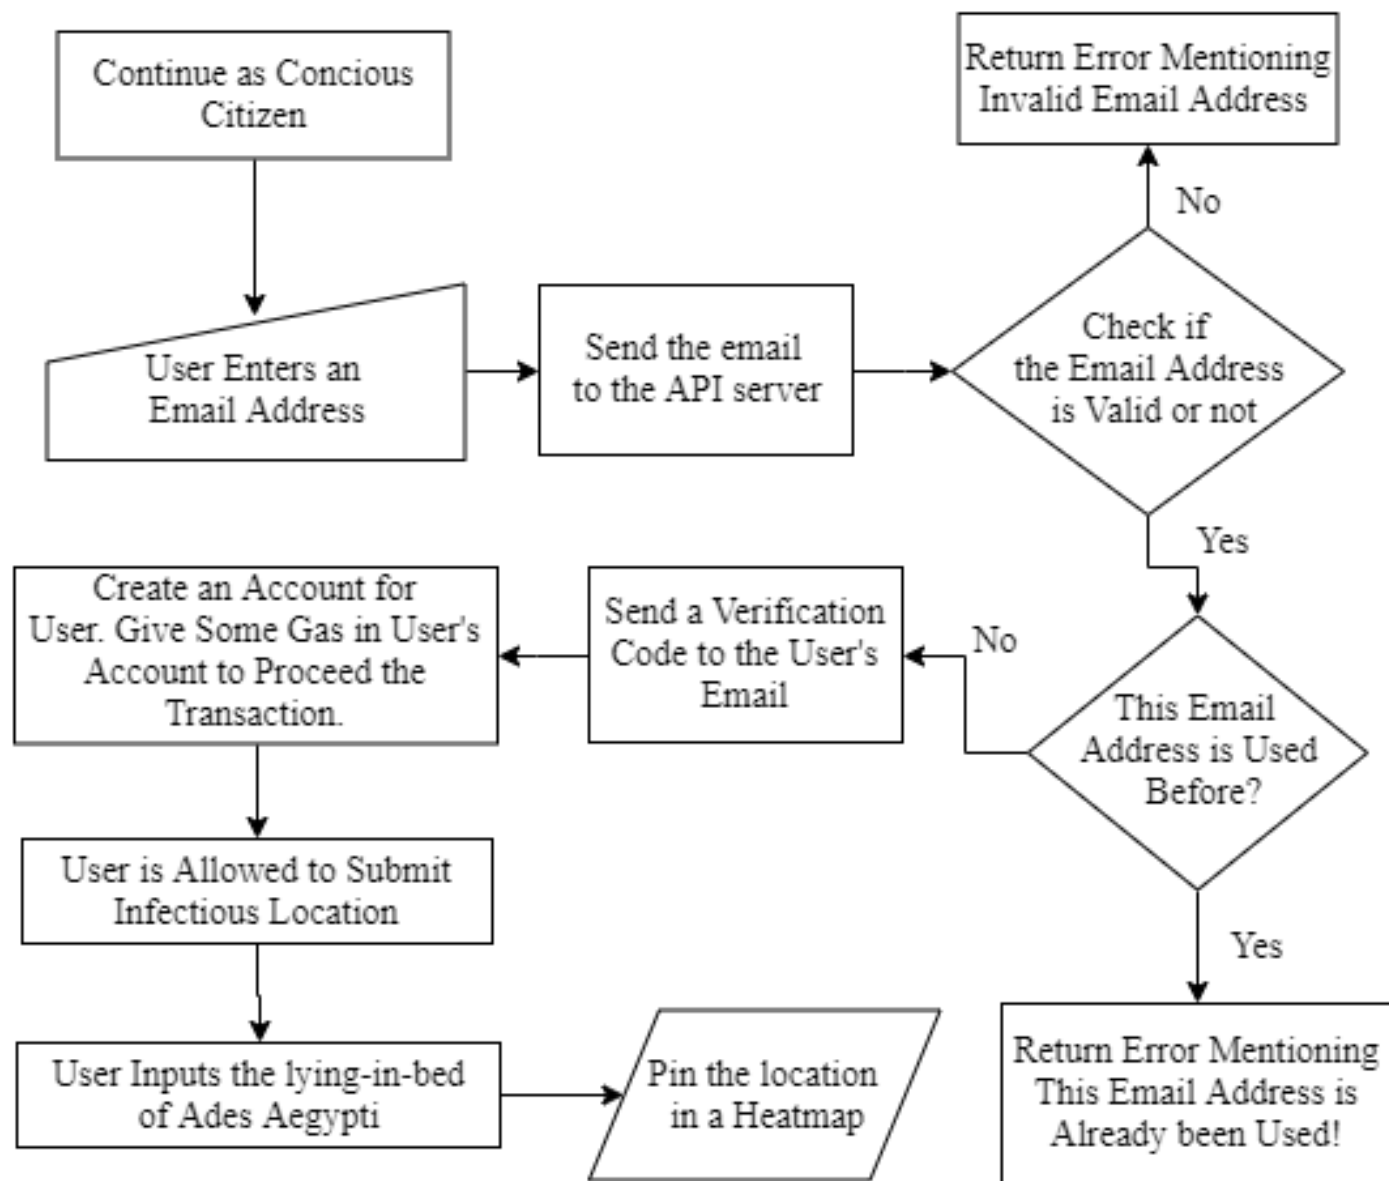 Continue as Concious
Citizen
User Enters an
Email Address
Send the email
to the API server
Check if
the Email Address
is Valid or not
No
Return Error Mentioning
Invalid Email Address
Yes
This Email
Address is Used
Before?
No
Send a Verification
Code to the User's
Email
Create an Account for
User. Give Some Gas in User's
Account to Proceed the
Transaction.
User is Allowed to Submit
Infectious Location
User Inputs the lying-in-bed
of Ades Aegypti
Pin the location
in a Heatmap
Yes
Return Error Mentioning
This Email Address is
Already been Used!